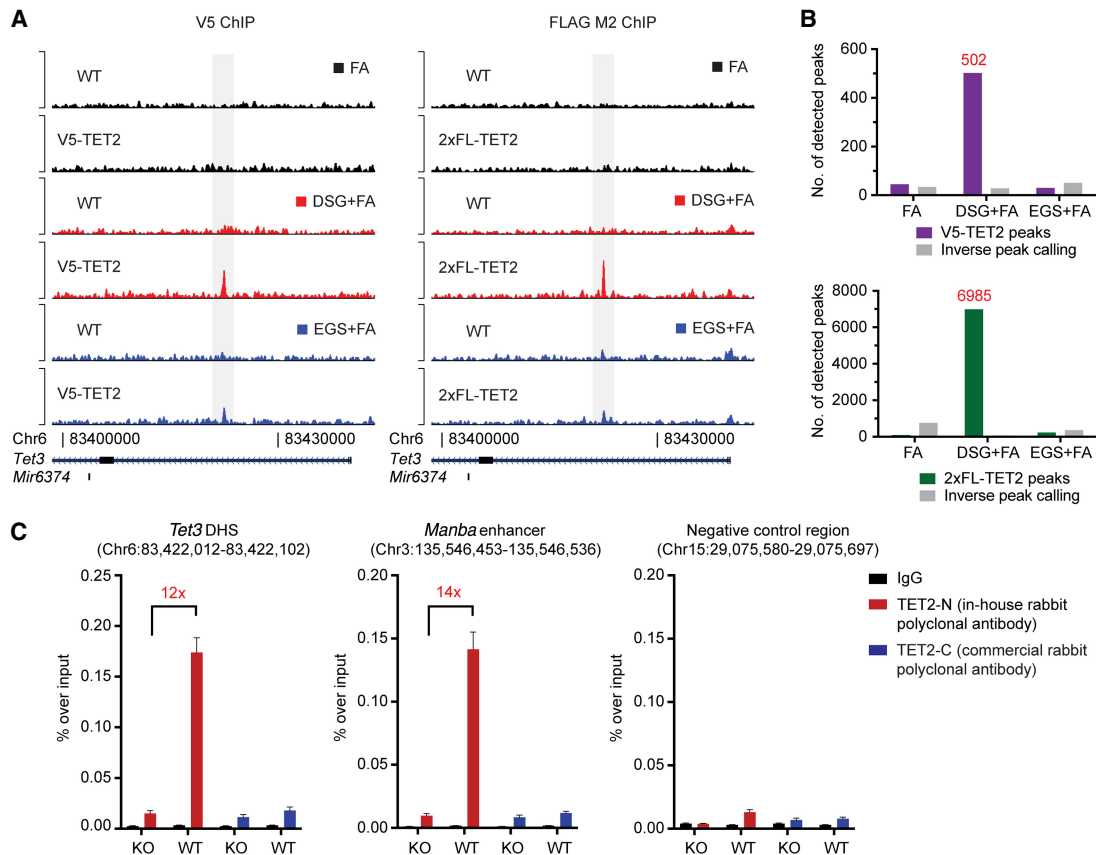 A
V5 ChIP
FLAG M2 ChIP
WT
FA
V5-TET2
WT
DSG+FA
V5-TET2
WT
EGS+FA
V5-TET2
Chr6 | 83400000 | 83430000
Tet3
Mir6374
WT
FA
2xFL-TET2
WT
DSG+FA
2xFL-TET2
WT
EGS+FA
2xFL-TET2
Chr6 | 83400000 | 83430000
Tet3
Mir6374
B
No. of detected peaks
600
400
200
0
502
FA DSG+FA EGS+FA
V5-TET2 peaks
Inverse peak calling
No. of detected peaks
8000
6000
4000
2000
0
6985
FA DSG+FA EGS+FA
2xFL-TET2 peaks
Inverse peak calling
C
Tet3 DHS
(Chr6:83,422,012-83,422,102)
% over input
0.25
0.20
0.15
0.10
0.05
0.00
12x
KO WT KO WT
Manba enhancer
(Chr3:135,546,453-135,546,536)
% over input
0.20
0.15
0.10
0.05
0.00
14x
KO WT KO WT
Negative control region
(Chr15:29,075,580-29,075,697)
% over input
0.20
0.15
0.10
0.05
0.00
KO WT KO WT
IgG
TET2-N (in-house rabbit
polyclonal antibody)
TET2-C (commercial rabbit
polyclonal antibody)